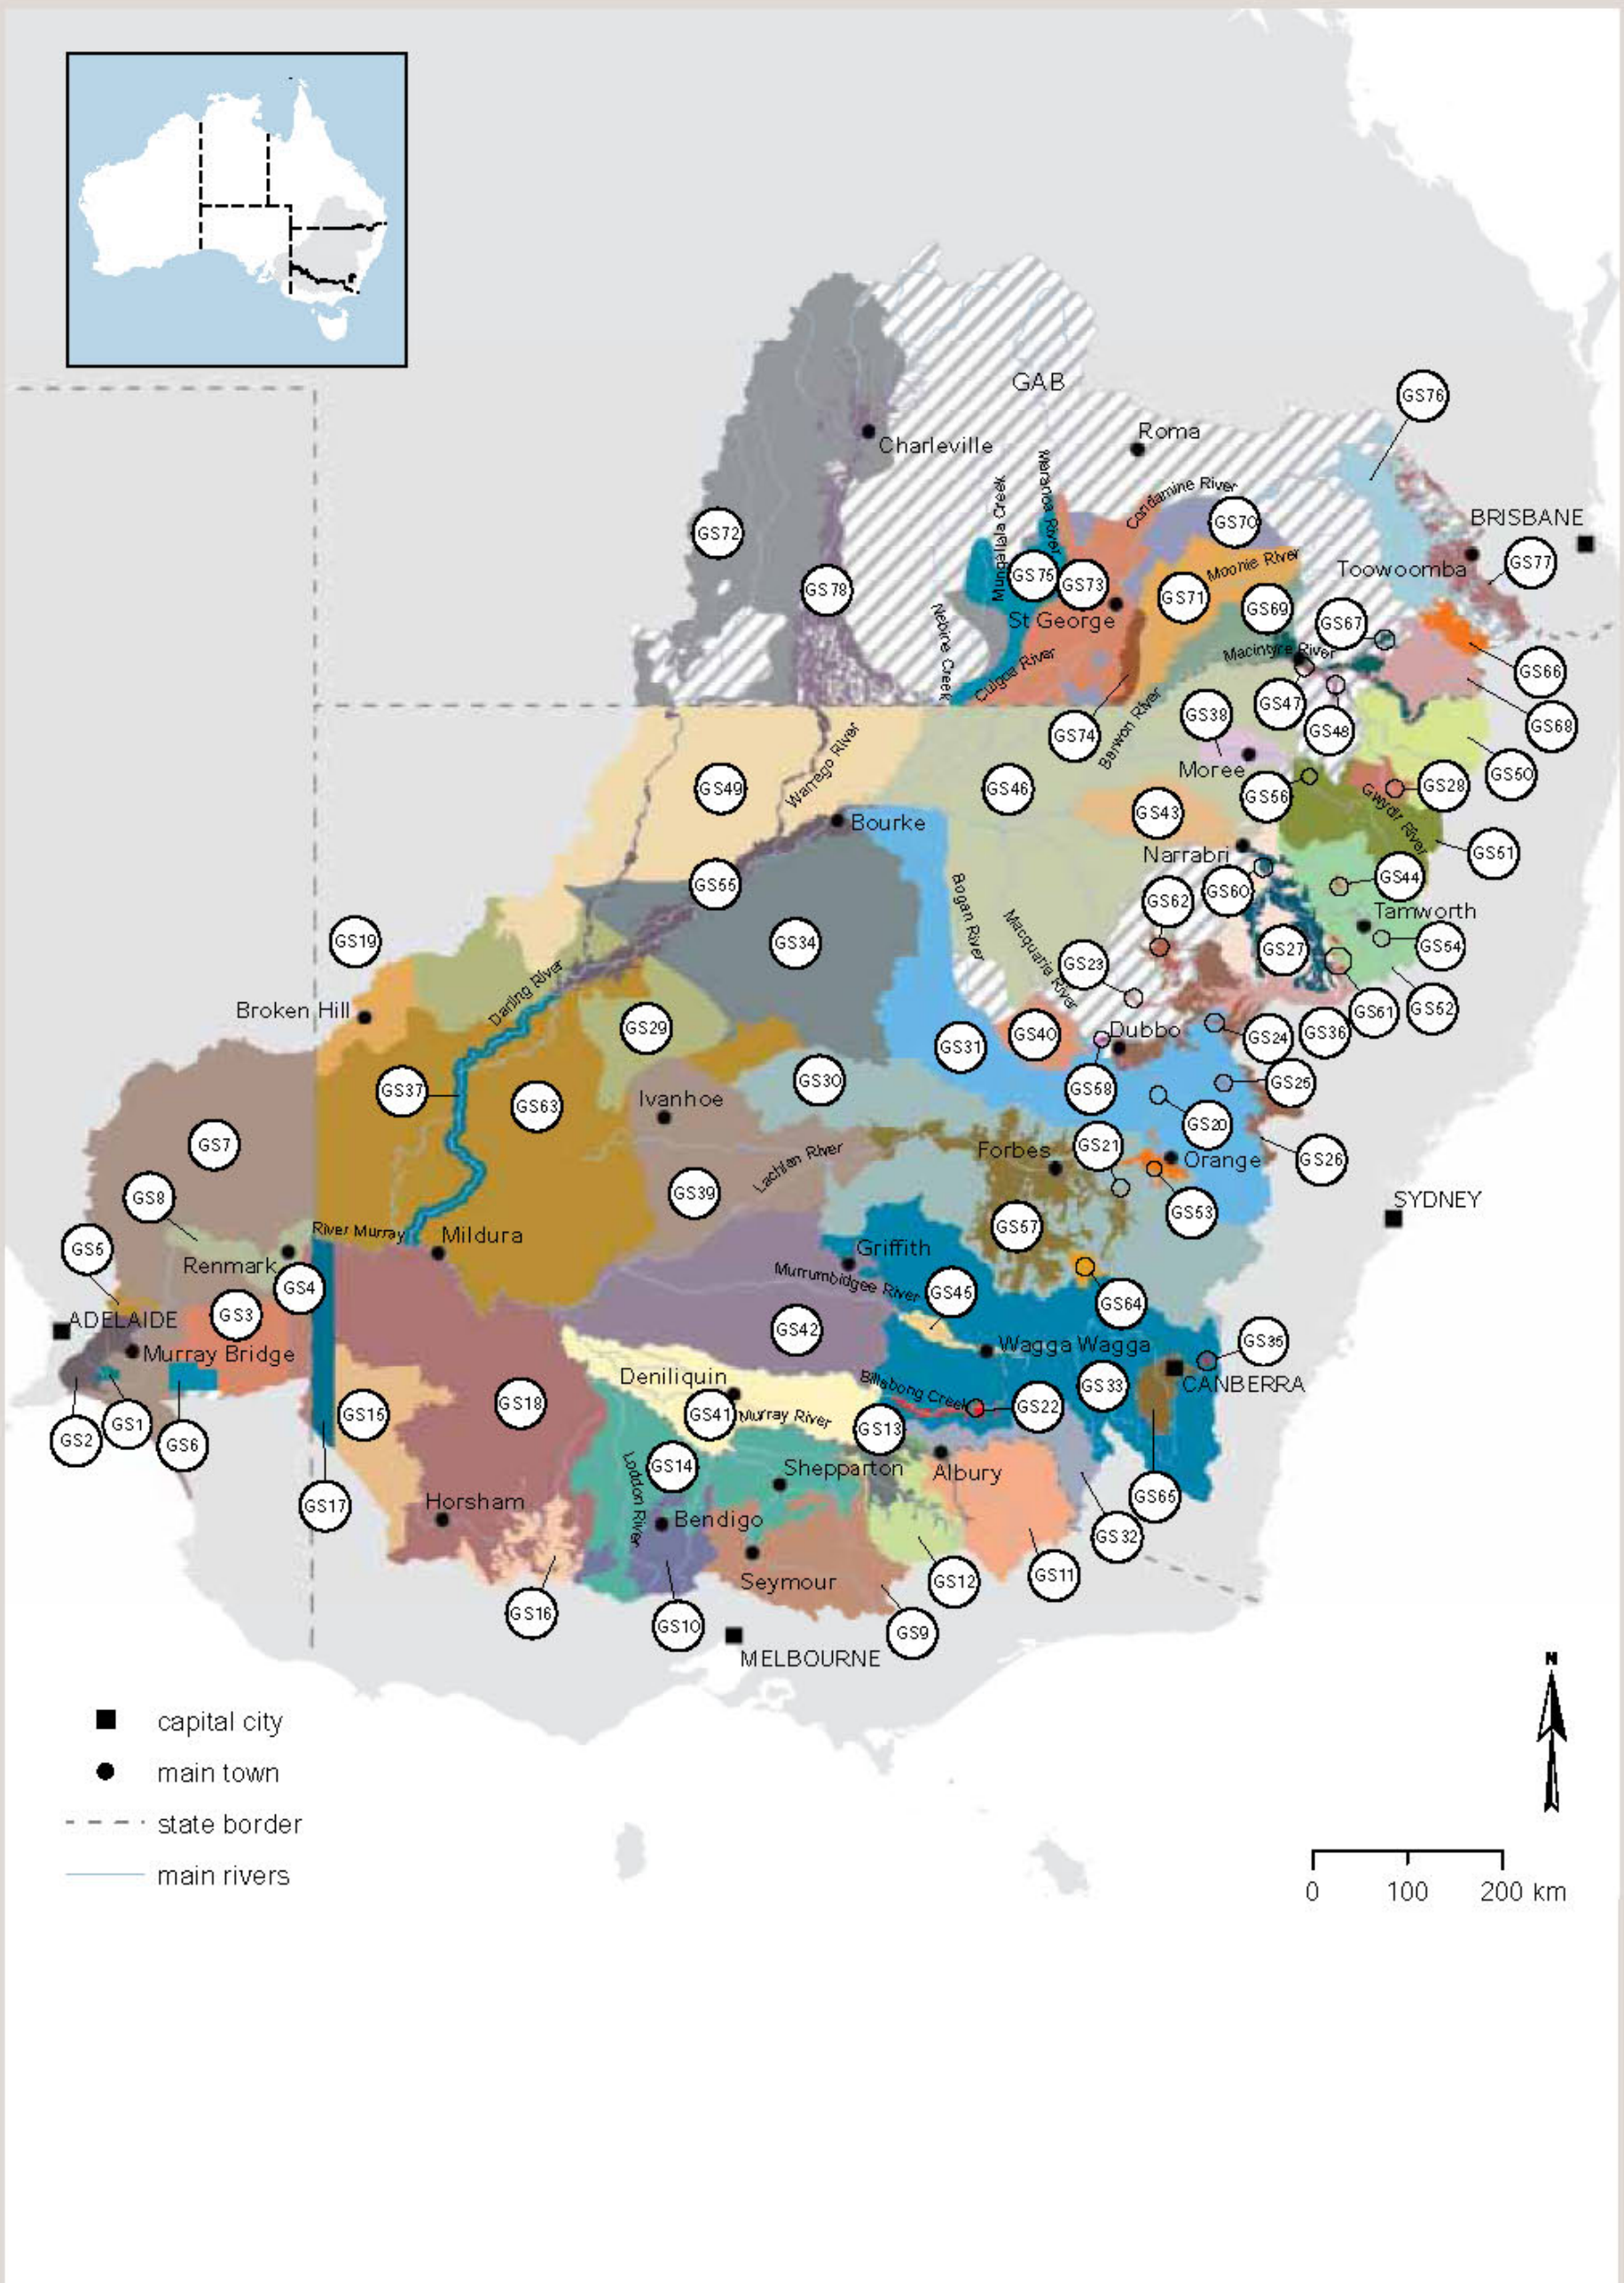 GAB
GS76
Roma
Charleville
Condamine River
Maranoa River
Mungallala Creek
BRISBANE
GS72
GS70
GS77
Moonie River
Toowoomba
GS78
GS75
GS73
GS71
GS69
GS67
St George
Nebine Creek
Macintyre River
Culgoa River
GS66
GS47
GS38
GS48
GS68
GS74
Barwon River
Warrego River
Moree
GS49
GS46
GS56
GS28
GS50
GS43
Gwydir River
Bourke
Narrabri
GS51
GS55
GS62
GS60
GS44
Bogan River
Macquarie River
Tamworth
GS19
GS34
GS23
GS27
GS54
Darling River
Broken Hill
GS29
GS40
Dubbo
GS24
GS36
GS61
GS52
GS31
GS37
GS63
GS30
GS58
GS25
Ivanhoe
GS7
GS21
GS20
Lachlan River
Forbes
Orange
GS26
GS8
GS39
SYDNEY
GS57
GS53
GS5
River Murray
Mildura
Renmark
Griffith
GS4
Murrumbidgee River
GS45
GS3
GS64
ADELAIDE
GS42
Wagga Wagga
GS35
Murray Bridge
Deniliquin
Billabong Creek
GS33
CANBERRA
GS2
GS1
GS6
GS15
GS18
GS41
Murray River
GS13
GS22
GS14
Shepparton
Albury
Loddon River
GS17
Horsham
Bendigo
GS65
GS32
Seymour
GS12
GS11
GS16
GS10
GS9
MELBOURNE
N
capital city
main town
state border
main rivers
0 100 200 km